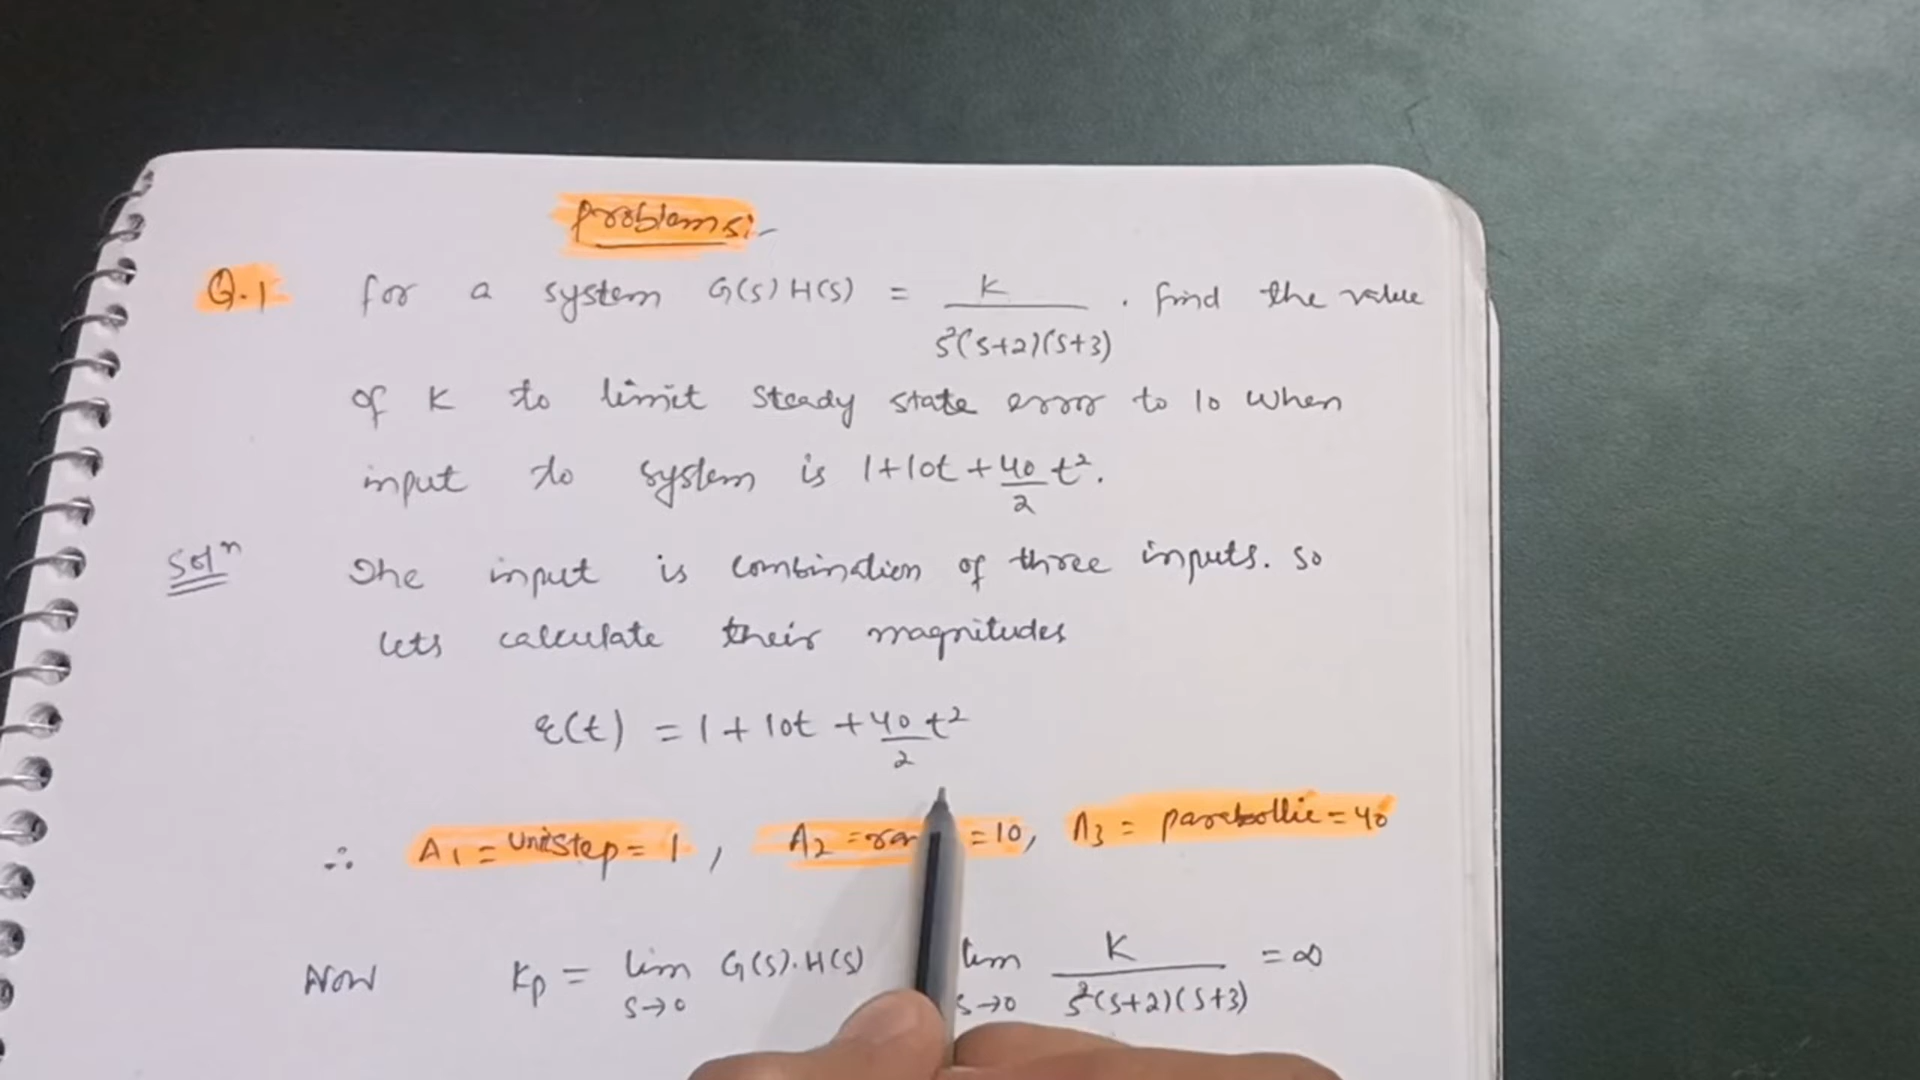 Problems:-
Q.1 for a system G(s)H(s) = K / s²(s+2)(s+3) . find the value
of K to limit steady state error to 10 when
input to system is 1+10t+40/2 t².
Solⁿ The input is combination of three inputs. so
lets calculate their magnitudes
r(t) = 1+10t+40/2 t²
∴ A1 = unistep = 1 , A2 = =10, A3 = parabollic = 40
Now Kp = lim s→0 G(s).H(s) lim s→0 K / s²(s+2)(s+3) = ∞